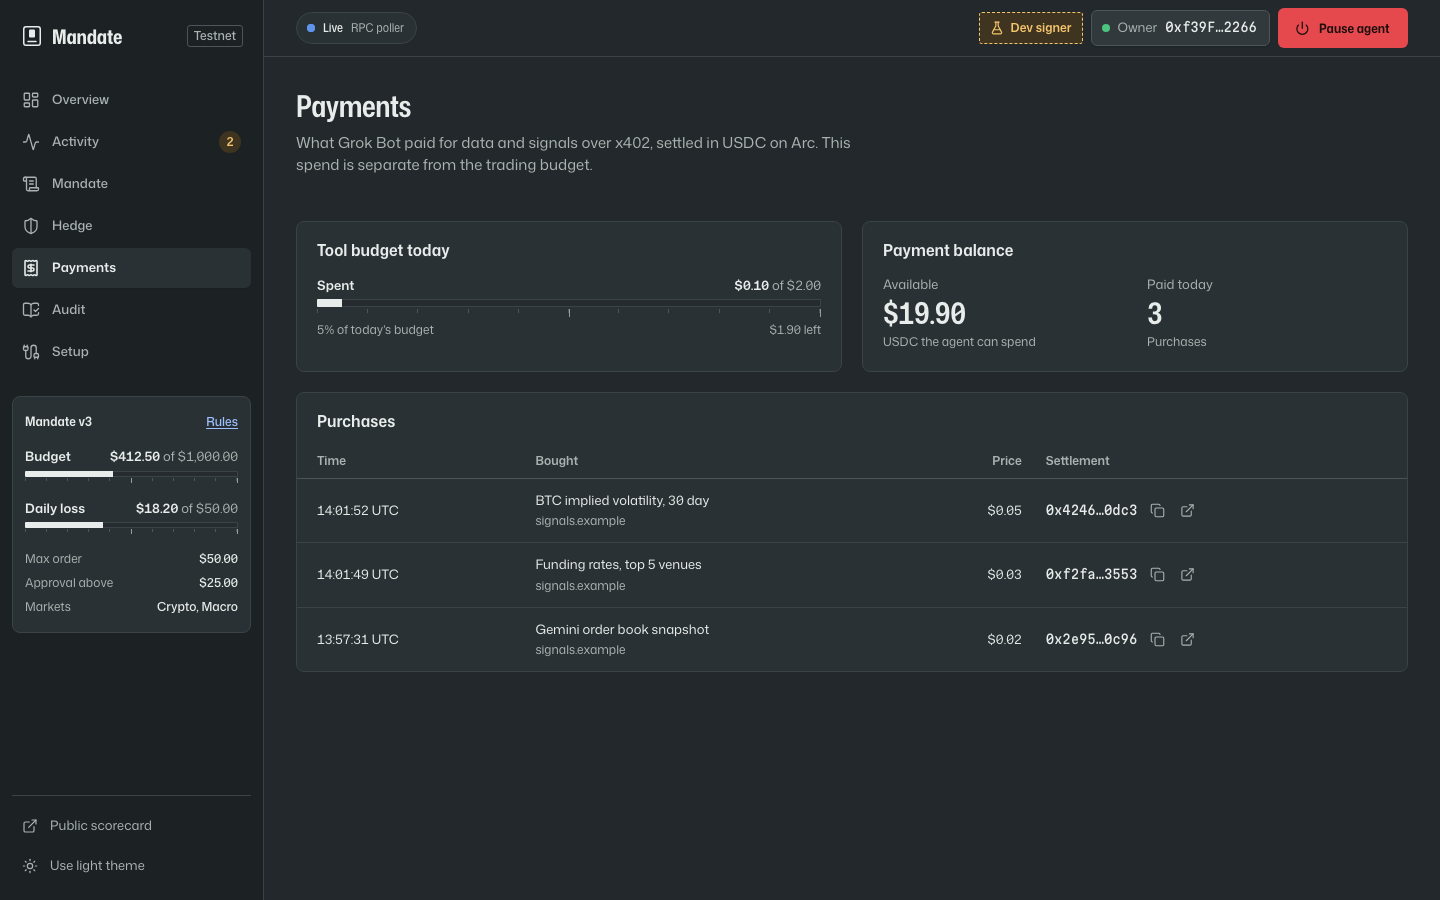 Mandate
Testnet
Overview
Activity
2
Mandate
Hedge
Payments
Audit
Setup
Mandate v3
Rules
Budget
$412.50 of $1,000.00
Daily loss
$18.20 of $50.00
Max order
$50.00
Approval above
$25.00
Markets
Crypto, Macro
Public scorecard
Use light theme
Live RPC poller
Dev signer
Owner 0xf39F…2266
Pause agent
Payments
What Grok Bot paid for data and signals over x402, settled in USDC on Arc. This
spend is separate from the trading budget.
Tool budget today
Spent
$0.10 of $2.00
5% of today's budget
$1.90 left
Payment balance
Available
$19.90
USDC the agent can spend
Paid today
3
Purchases
Purchases
Time Bought Price Settlement
14:01:52 UTC
BTC implied volatility, 30 day
signals.example
$0.05
0x4246…0dc3
14:01:49 UTC
Funding rates, top 5 venues
signals.example
$0.03
0xf2fa…3553
13:57:31 UTC
Gemini order book snapshot
signals.example
$0.02
0x2e95…0c96